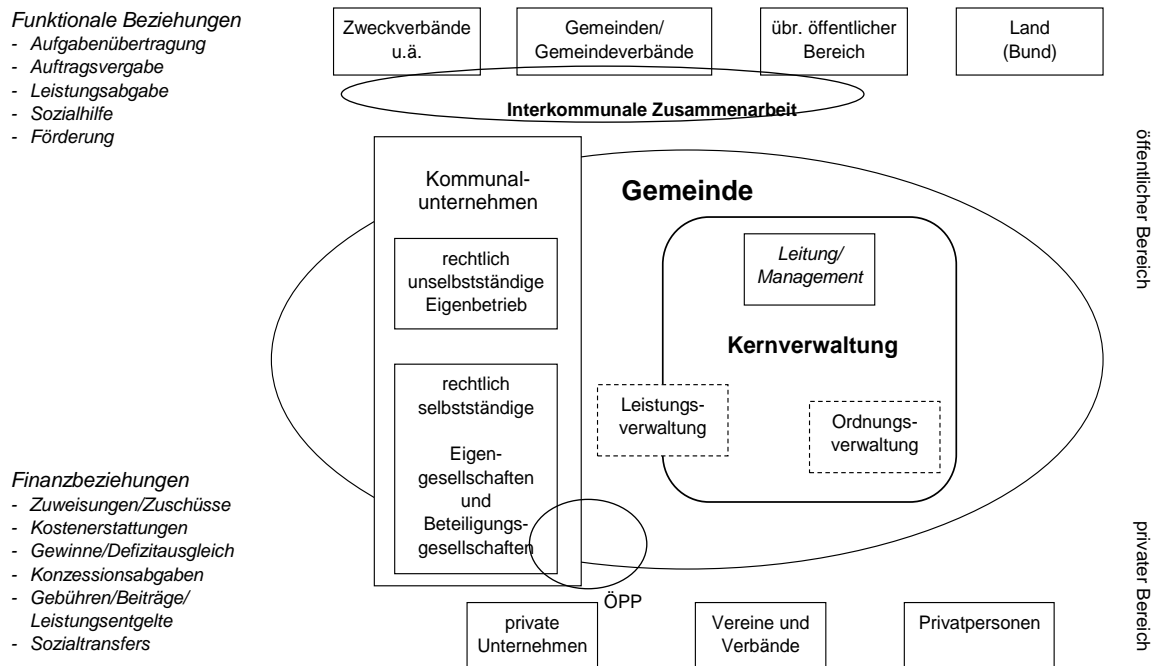 Funktionale Beziehungen
- Aufgabenübertragung
- Auftragsvergabe
- Leistungsabgabe
- Sozialhilfe
- Förderung
Zweckverbände
u.ä.
Gemeinden/
Gemeindeverbände
übr. öffentlicher
Bereich
Land
(Bund)
Interkommunale Zusammenarbeit
öffentlicher Bereich
Kommunal-
unternehmen
rechtlich
unselbstständige
Eigenbetrieb
rechtlich
selbstständige
Eigen-
gesellschaften
und
Beteiligungs-
gesellschaften
Gemeinde
Leitung/
Management
Kernverwaltung
Leistungs-
verwaltung
Ordnungs-
verwaltung
Finanzbeziehungen
- Zuweisungen/Zuschüsse
- Kostenerstattungen
- Gewinne/Defizitausgleich
- Konzessionsabgaben
- Gebühren/Beiträge/
Leistungsentgelte
- Sozialtransfers
ÖPP
private
Unternehmen
Vereine und
Verbände
Privatpersonen
privater Bereich